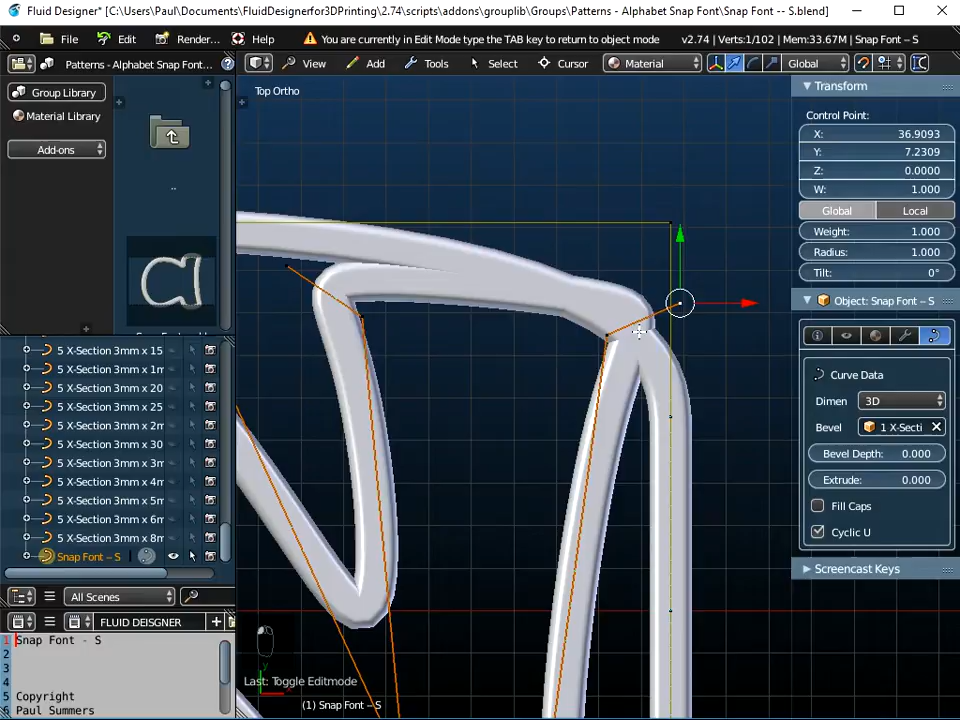 Fluid Designer* [C:\Users\Paul\Documents\FluidDesignerfor3DPrinting\2.74\scripts\addons\grouplib\Groups\Patterns - Alphabet Snap Font\Snap Font -- S.blend]
File Edit Render... Help You are currently in Edit Mode type the TAB key to return to object mode v2.74 | Verts:1/102 | Mem:33.67M | Snap Font – S
Patterns - Alphabet Snap Font... View Add Tools Select Cursor Material Global
Group Library
Material Library
Add-ons
..
Top Ortho
Transform
Control Point:
X: 36.9093
Y: 7.2309
Z: 0.0000
W: 1.000
Global Local
Weight: 1.000
Radius: 1.000
Tilt: 0°
Object: Snap Font – S
Curve Data
Dimen 3D
Bevel 1 X-Secti
Bevel Depth: 0.000
Extrude: 0.000
Fill Caps
Cyclic U
Screencast Keys
5 X-Section 3mm x 15
5 X-Section 3mm x 1m
5 X-Section 3mm x 20
5 X-Section 3mm x 25
5 X-Section 3mm x 2m
5 X-Section 3mm x 30
5 X-Section 3mm x 3m
5 X-Section 3mm x 4m
5 X-Section 3mm x 5m
5 X-Section 3mm x 6m
5 X-Section 3mm x 8m
Snap Font – S
All Scenes
FLUID DEISGNER
1 Snap Font - S
2
3
4
5 Copyright
6 Paul Summers
Last: Toggle Editmode
(1) Snap Font – S